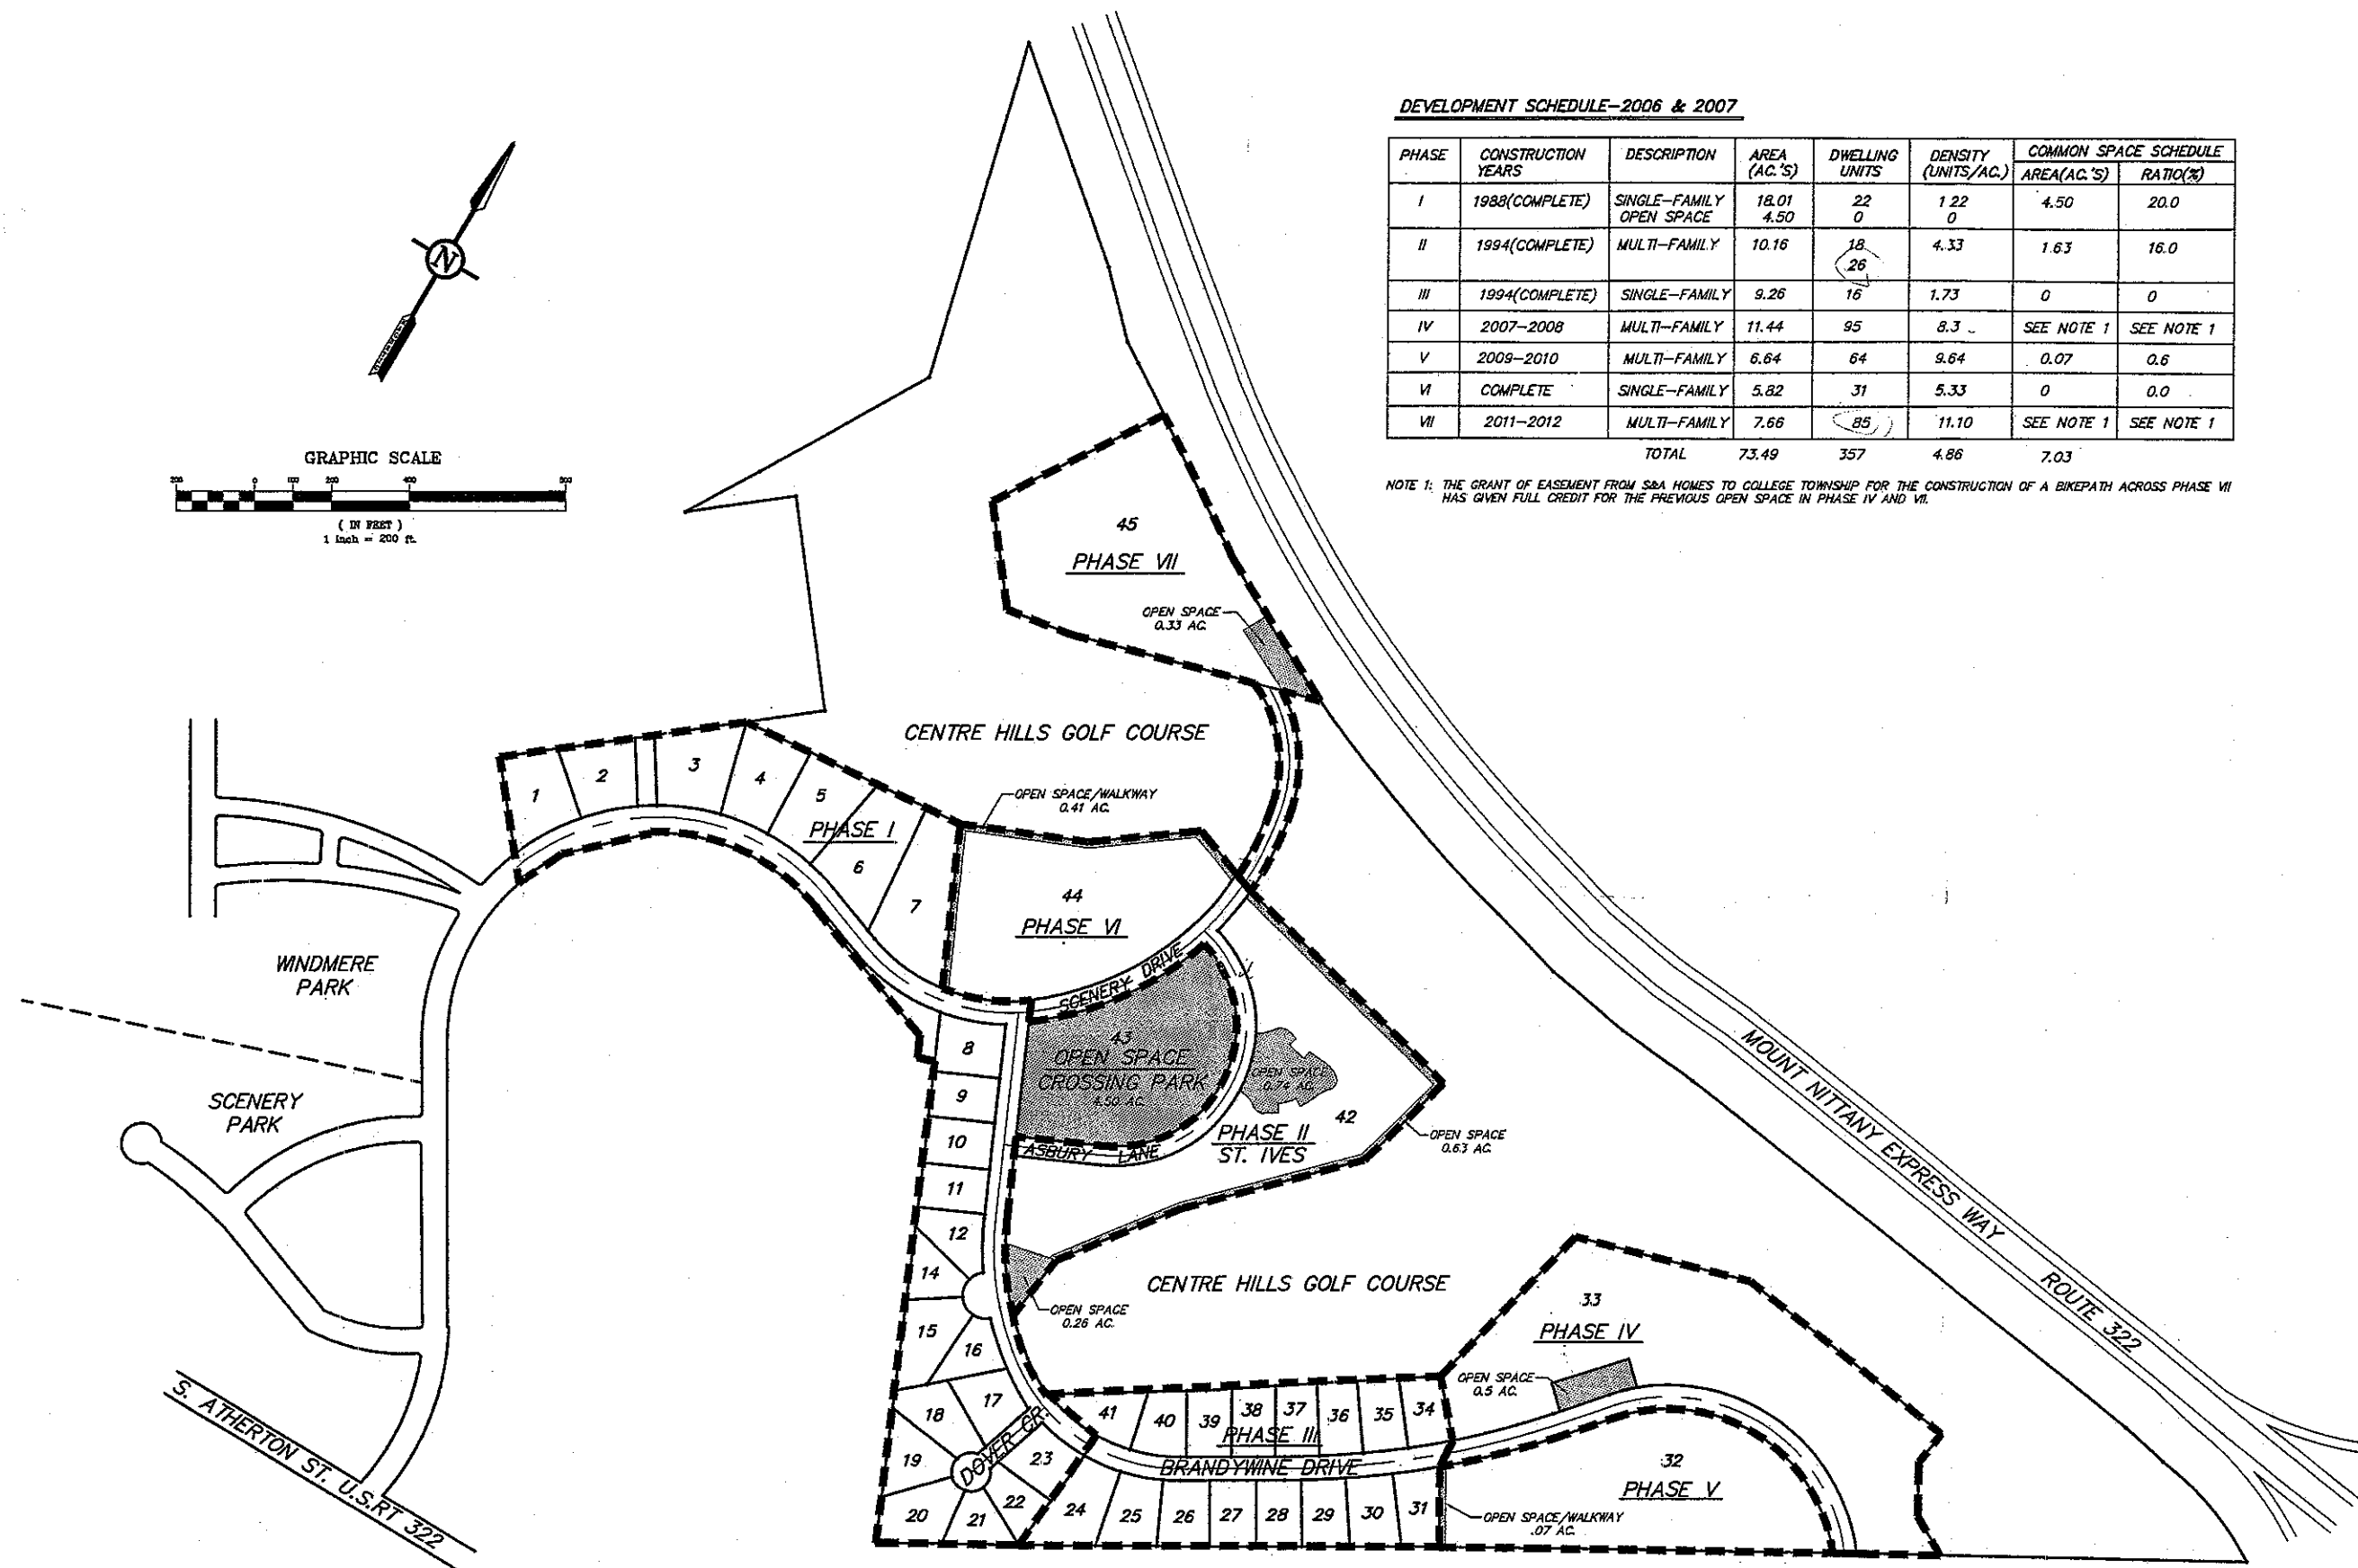 DEVELOPMENT SCHEDULE-2006 & 2007
PHASE CONSTRUCTION YEARS DESCRIPTION AREA (AC.'S) DWELLING UNITS DENSITY (UNITS/AC.) COMMON SPACE SCHEDULE
AREA(AC.'S) RATIO(%)
I 1988(COMPLETE) SINGLE-FAMILY 18.01 22 1.22 4.50 20.0
OPEN SPACE 4.50 0 0
II 1994(COMPLETE) MULTI-FAMILY 10.16 18 4.33 1.63 16.0
26
III 1994(COMPLETE) SINGLE-FAMILY 9.26 16 1.73 0 0
IV 2007-2008 MULTI-FAMILY 11.44 95 8.3 SEE NOTE 1 SEE NOTE 1
V 2009-2010 MULTI-FAMILY 6.64 64 9.64 0.07 0.6
VI COMPLETE SINGLE-FAMILY 5.82 31 5.33 0 0.0
VII 2011-2012 MULTI-FAMILY 7.66 85 11.10 SEE NOTE 1 SEE NOTE 1
TOTAL 73.49 357 4.86 7.03
NOTE 1: THE GRANT OF EASEMENT FROM S&A HOMES TO COLLEGE TOWNSHIP FOR THE CONSTRUCTION OF A BIKEPATH ACROSS PHASE VII
HAS GIVEN FULL CREDIT FOR THE PREVIOUS OPEN SPACE IN PHASE IV AND VII.
N
GRAPHIC SCALE
200 0 100 200 400
( IN FEET )
1 inch = 200 ft.
45
PHASE VII
OPEN SPACE
0.33 AC.
CENTRE HILLS GOLF COURSE
1
2
3
4
5
OPEN SPACE/WALKWAY
0.41 AC.
PHASE I
6
7
44
PHASE VI
WINDMERE
PARK
SCENERY DRIVE
8
43
OPEN SPACE
CROSSING PARK
4.50 AC.
OPEN SPACE
0.74 AC.
9
SCENERY
PARK
10
ASBURY LANE
42
PHASE II
ST. IVES
OPEN SPACE
0.63 AC.
11
12
14
15
16
OPEN SPACE
0.26 AC.
CENTRE HILLS GOLF COURSE
MOUNT NITTANY EXPRESS WAY
ROUTE 322
33
PHASE IV
OPEN SPACE
0.5 AC.
17
18
19
DOVER CR.
23
20
21
22
41
40
39
38
37
36
35
34
PHASE III
BRANDYWINE DRIVE
24
25
26
27
28
29
30
31
32
PHASE V
OPEN SPACE/WALKWAY
.07 AC.
S. ATHERTON ST. U.S.RT 322